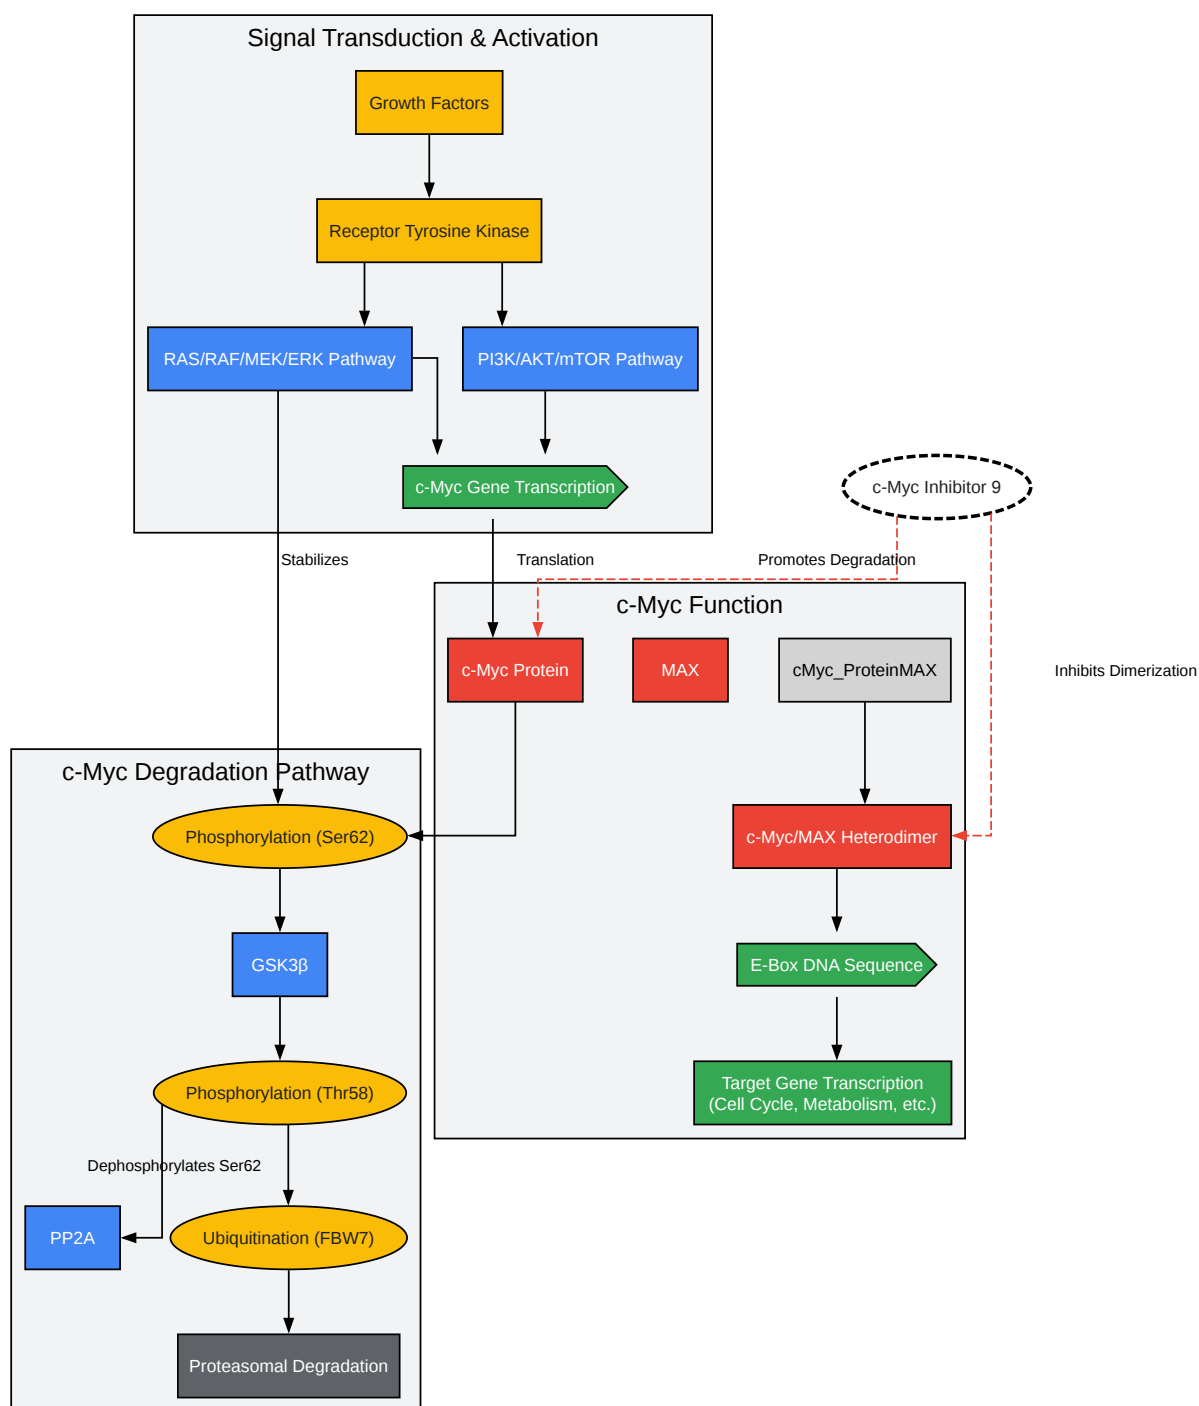 Signal Transduction & Activation
Growth Factors
Receptor Tyrosine Kinase
RAS/RAF/MEK/ERK Pathway
PI3K/AKT/mTOR Pathway
c-Myc Gene Transcription
c-Myc Inhibitor 9
Stabilizes
Translation
Promotes Degradation
c-Myc Function
c-Myc Protein
MAX
cMyc_ProteinMAX
Inhibits Dimerization
c-Myc Degradation Pathway
Phosphorylation (Ser62)
c-Myc/MAX Heterodimer
GSK3β
E-Box DNA Sequence
Phosphorylation (Thr58)
Target Gene Transcription
(Cell Cycle, Metabolism, etc.)
Dephosphorylates Ser62
PP2A
Ubiquitination (FBW7)
Proteasomal Degradation